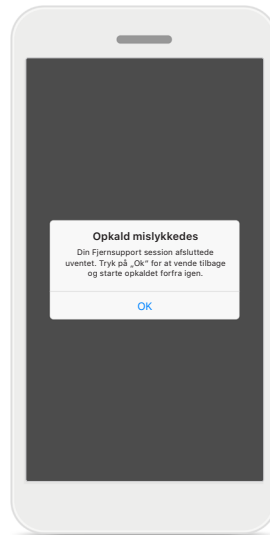 Opkald mislykkedes
Din Fjernsupport session afsluttede
uventet. Tryk på „Ok“ for at vende tilbage
og starte opkaldet forfra igen.
OK